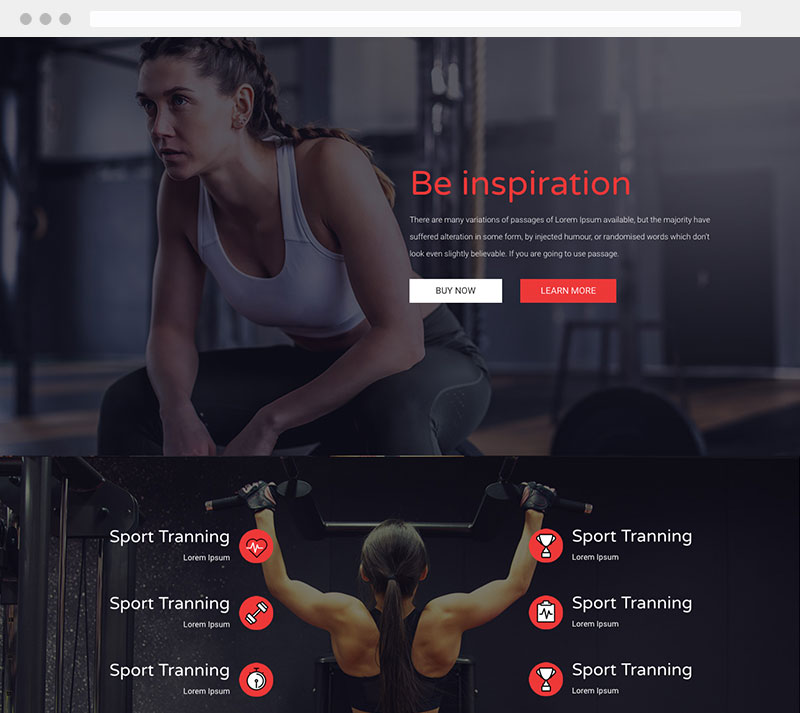 Be inspiration
There are many variations of passages of Lorem Ipsum available, but the majority have
suffered alteration in some form, by injected humour, or randomised words which don't
look even slightly believable. If you are going to use passage.
BUY NOW
LEARN MORE
Sport Tranning
Lorem Ipsum
Sport Tranning
Lorem Ipsum
Sport Tranning
Lorem Ipsum
Sport Tranning
Lorem Ipsum
Sport Tranning
Lorem Ipsum
Sport Tranning
Lorem Ipsum